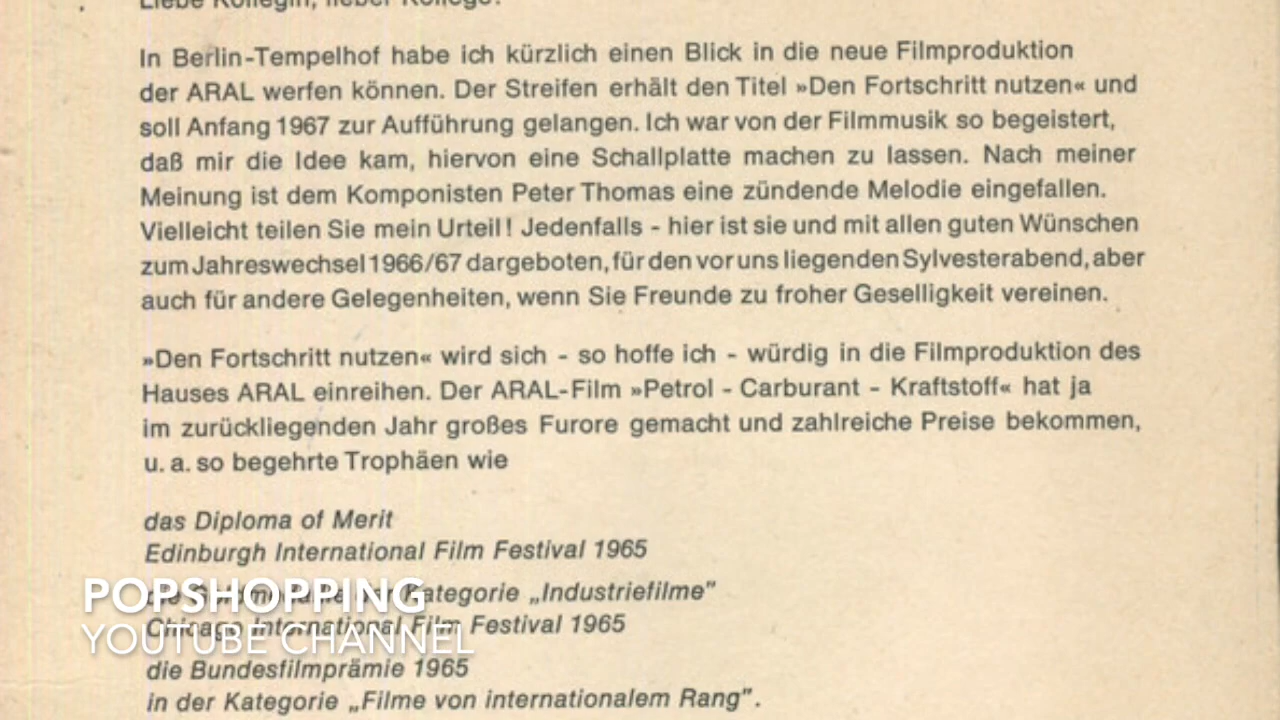 Liebe Kollegin, lieber Kollege!
In Berlin-Tempelhof habe ich kürzlich einen Blick in die neue Filmproduktion
der ARAL werfen können. Der Streifen erhält den Titel »Den Fortschritt nutzen« und
soll Anfang 1967 zur Aufführung gelangen. Ich war von der Filmmusik so begeistert,
daß mir die Idee kam, hiervon eine Schallplatte machen zu lassen. Nach meiner
Meinung ist dem Komponisten Peter Thomas eine zündende Melodie eingefallen.
Vielleicht teilen Sie mein Urteil! Jedenfalls - hier ist sie und mit allen guten Wünschen
zum Jahreswechsel 1966/67 dargeboten, für den vor uns liegenden Sylvesterabend, aber
auch für andere Gelegenheiten, wenn Sie Freunde zu froher Geselligkeit vereinen.
»Den Fortschritt nutzen« wird sich - so hoffe ich - würdig in die Filmproduktion des
Hauses ARAL einreihen. Der ARAL-Film »Petrol - Carburant - Kraftstoff« hat ja
im zurückliegenden Jahr großes Furore gemacht und zahlreiche Preise bekommen,
u. a. so begehrte Trophäen wie
das Diploma of Merit
Edinburgh International Film Festival 1965
die Kategorie „Industriefilme"
Chicago International Film Festival 1965
die Bundesfilmprämie 1965
in der Kategorie „Filme von internationalem Rang".
POPSHOPPING
YOUTUBE CHANNEL